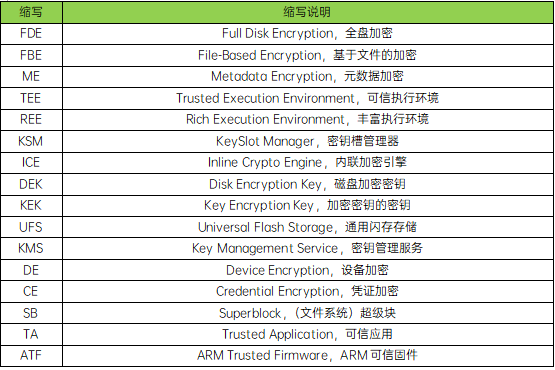 缩写 缩写说明
FDE Full Disk Encryption，全盘加密
FBE File-Based Encryption，基于文件的加密
ME Metadata Encryption，元数据加密
TEE Trusted Execution Environment，可信执行环境
REE Rich Execution Environment，丰富执行环境
KSM KeySlot Manager，密钥槽管理器
ICE Inline Crypto Engine，内联加密引擎
DEK Disk Encryption Key，磁盘加密密钥
KEK Key Encryption Key，加密密钥的密钥
UFS Universal Flash Storage，通用闪存存储
KMS Key Management Service，密钥管理服务
DE Device Encryption，设备加密
CE Credential Encryption，凭证加密
SB Superblock，（文件系统）超级块
TA Trusted Application，可信应用
ATF ARM Trusted Firmware，ARM可信固件